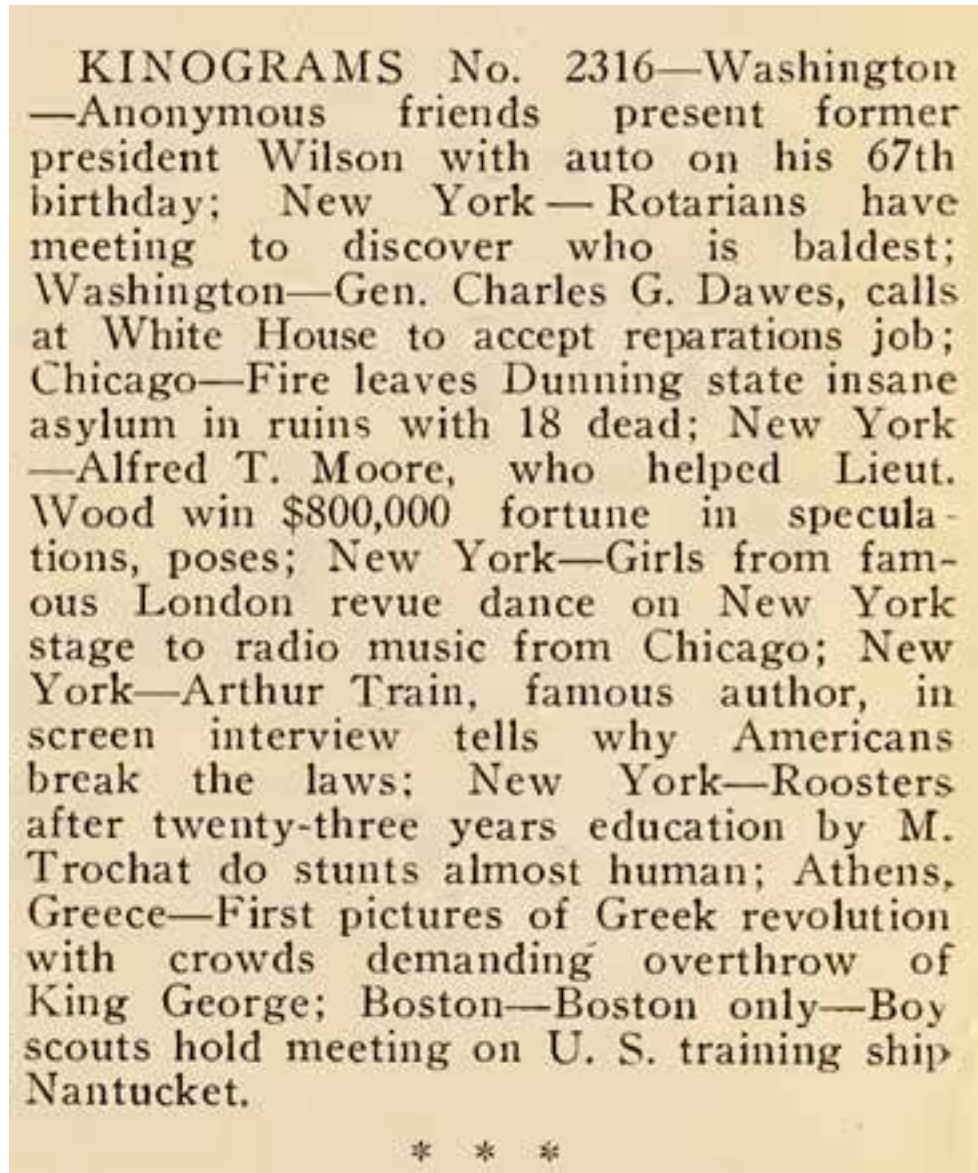 KINOGRAMS No. 2316—Washington
—Anonymous friends present former
president Wilson with auto on his 67th
birthday; New York — Rotarians have
meeting to discover who is baldest;
Washington—Gen. Charles G. Dawes, calls
at White House to accept reparations job;
Chicago—Fire leaves Dunning state insane
asylum in ruins with 18 dead; New York
—Alfred T. Moore, who helped Lieut.
Wood win $800,000 fortune in specula-
tions, poses; New York—Girls from fam-
ous London revue dance on New York
stage to radio music from Chicago; New
York—Arthur Train, famous author, in
screen interview tells why Americans
break the laws; New York—Roosters
after twenty-three years education by M.
Trochat do stunts almost human; Athens,
Greece—First pictures of Greek revolution
with crowds demanding overthrow of
King George; Boston—Boston only—Boy
scouts hold meeting on U. S. training ship
Nantucket.
* * *